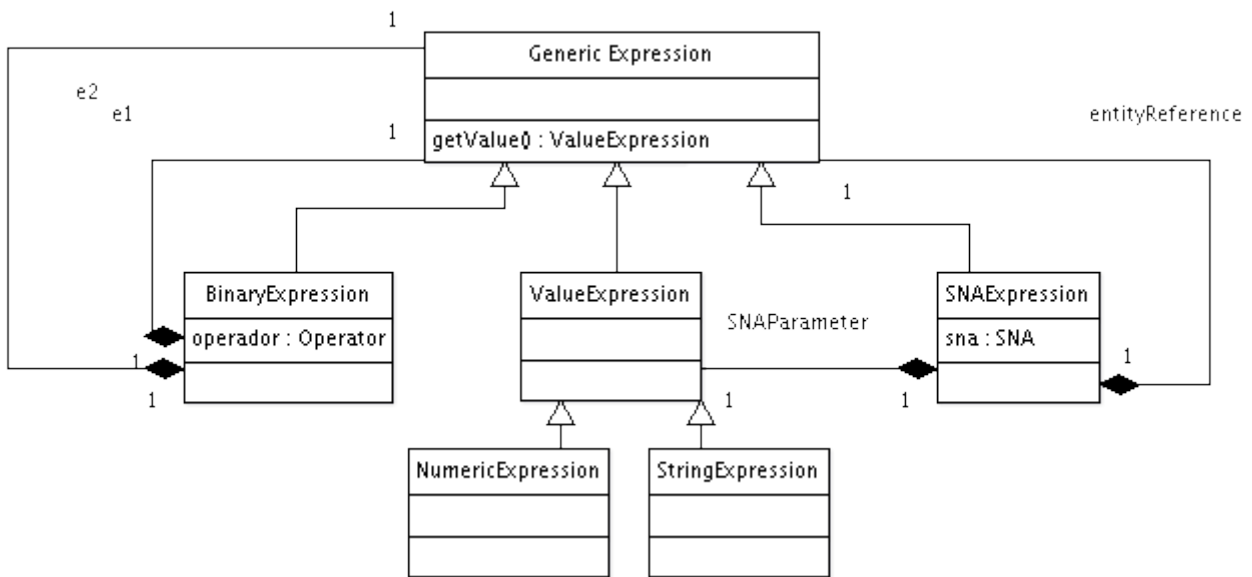 1
Generic Expression
e2
e1
entityReference
1
getValue() : ValueExpression
1
BinaryExpression
ValueExpression
SNAExpression
operador : Operator
SNAParameter
sna : SNA
1
1
1
1
1
NumericExpression
StringExpression